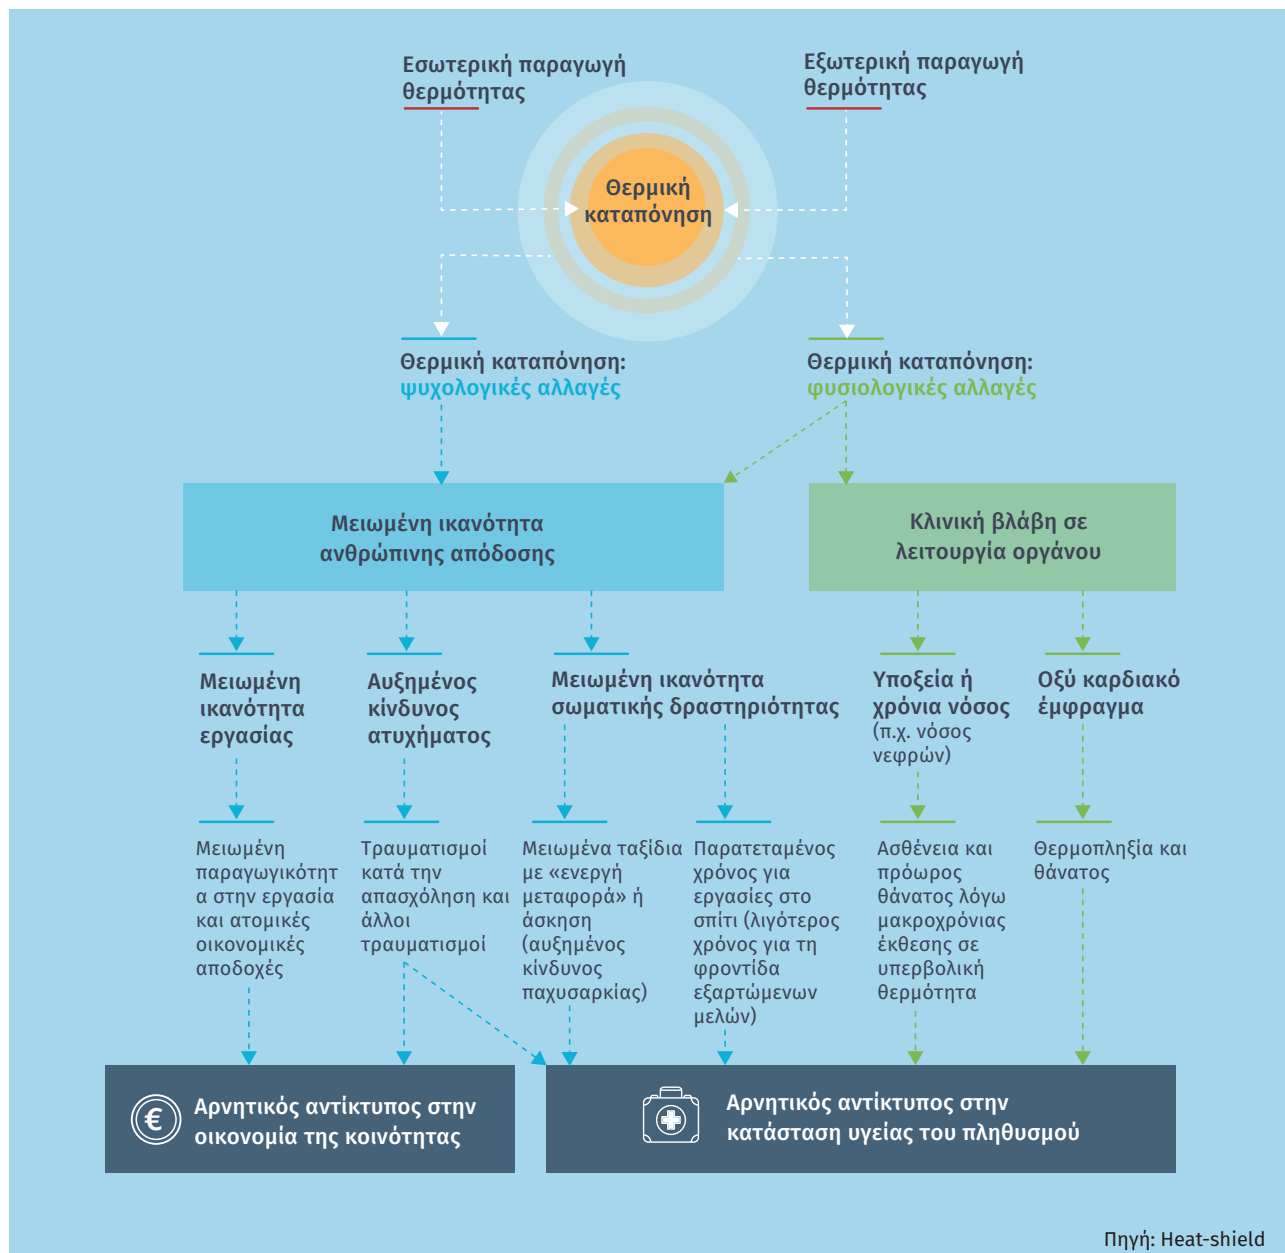 Εσωτερική παραγωγή
θερμότητας
Εξωτερική παραγωγή
θερμότητας
Θερμική
καταπόνηση
Θερμική καταπόνηση:
ψυχολογικές αλλαγές
Θερμική καταπόνηση:
φυσιολογικές αλλαγές
Μειωμένη ικανότητα
ανθρώπινης απόδοσης
Κλινική βλάβη σε
λειτουργία οργάνου
Μειωμένη
ικανότητα
εργασίας
Αυξημένος
κίνδυνος
ατυχήματος
Μειωμένη ικανότητα
σωματικής δραστηριότητας
Υποξεία ή
χρόνια νόσος
(π.χ. νόσος
νεφρών)
Οξύ καρδιακό
έμφραγμα
Μειωμένη
παραγωγικότητ
α στην εργασία
και ατομικές
οικονομικές
αποδοχές
Τραυματισμοί
κατά την
απασχόληση και
άλλοι
τραυματισμοί
Μειωμένα ταξίδια
με «ενεργή
μεταφορά» ή
άσκηση
(αυξημένος
κίνδυνος
παχυσαρκίας)
Παρατεταμένος
χρόνος για
εργασίες στο
σπίτι (λιγότερος
χρόνος για τη
φροντίδα
εξαρτώμενων
μελών)
Ασθένεια και
πρόωρος
θάνατος λόγω
μακροχρόνιας
έκθεσης σε
υπερβολική
θερμότητα
Θερμοπληξία και
θάνατος
€
Αρνητικός αντίκτυπος στην
οικονομία της κοινότητας
Αρνητικός αντίκτυπος στην
κατάσταση υγείας του πληθυσμού
Πηγή: Heat-shield